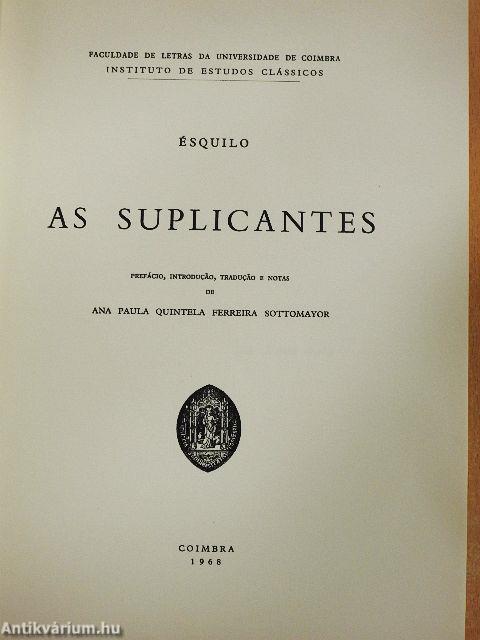 FACULDADE DE LETRAS DA UNIVERSIDADE DE COIMBRA
INSTITUTO DE ESTUDOS CLÁSSICOS
ÉSQUILO
AS SUPLICANTES
PREFÁCIO, INTRODUÇÃO, TRADUÇÃO E NOTAS
DE
ANA PAULA QUINTELA FERREIRA SOTTOMAYOR
COIMBRA
1968
Antikvárium.hu